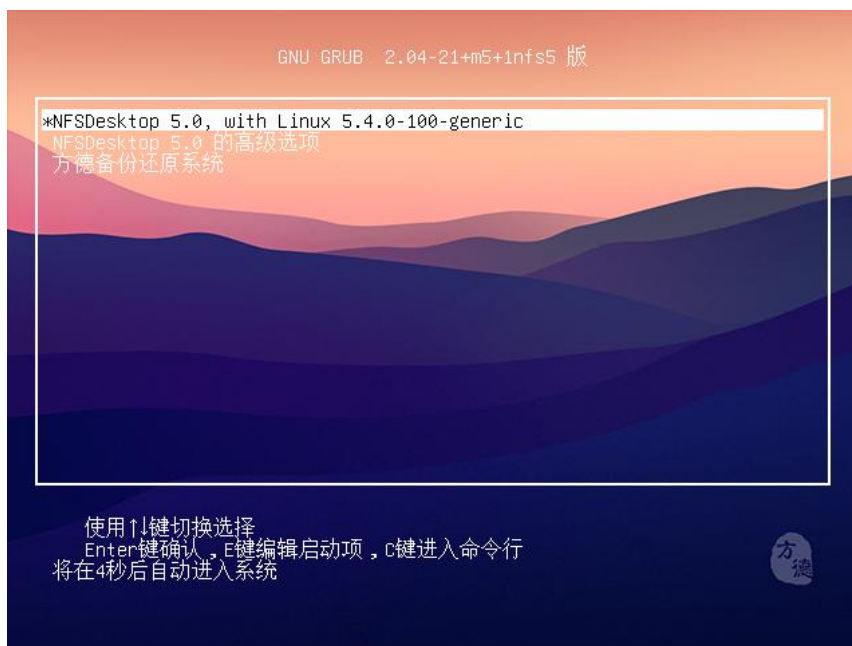 GNU GRUB  2.04-21+m5+1nfs5 版
*NFSDesktop 5.0, with Linux 5.4.0-100-generic
NFSDesktop 5.0 的高级选项
方德备份还原系统
使用↑↓键切换选择
Enter键确认,E键编辑启动项,C键进入命令行
将在4秒后自动进入系统
方德